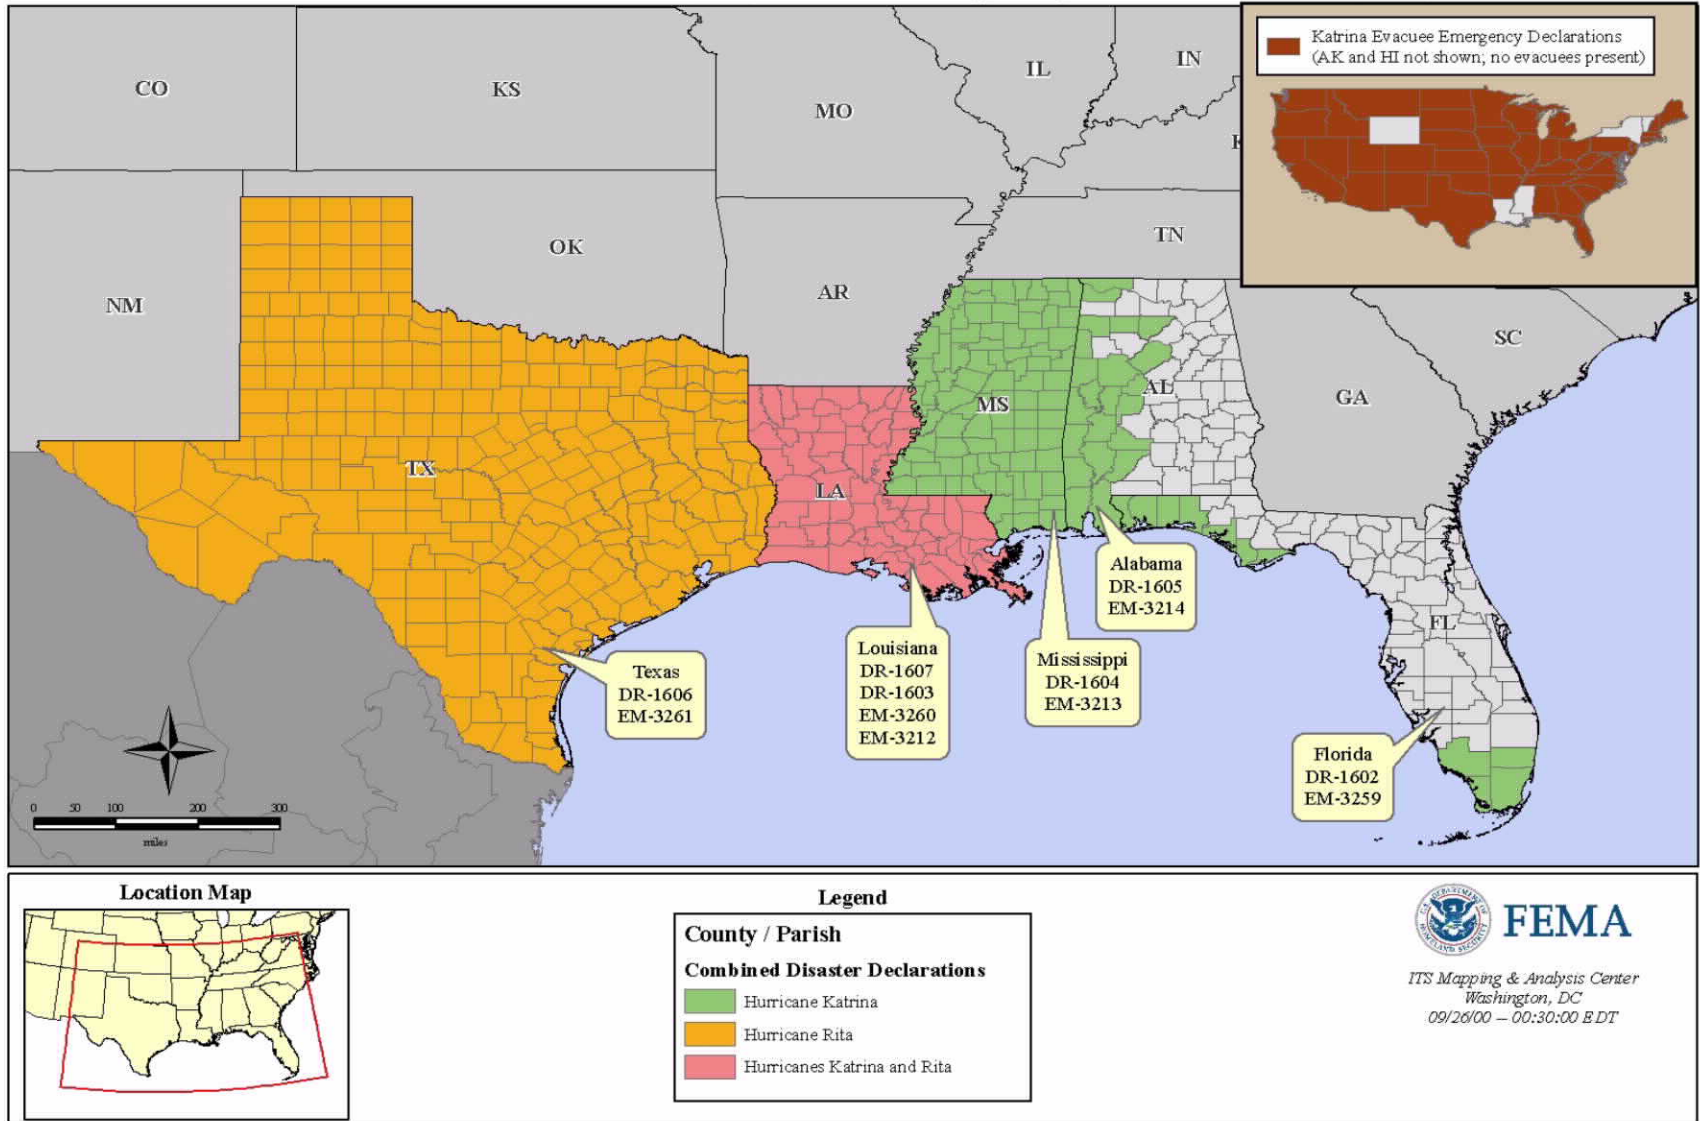 Katrina Evacuee Emergency Declarations
(AK and HI not shown; no evacuees present)
CO
KS
MO
IL
IN
K
NM
OK
AR
TN
SC
TX
LA
MS
AL
GA
FL
Alabama
DR-1605
EM-3214
Louisiana
DR-1607
DR-1603
EM-3260
EM-3212
Mississippi
DR-1604
EM-3213
Texas
DR-1606
EM-3261
Florida
DR-1602
EM-3259
0 50 100 200 300
miles
Location Map
Legend
County / Parish
Combined Disaster Declarations
Hurricane Katrina
Hurricane Rita
Hurricanes Katrina and Rita
U.S. DEPARTMENT OF
HOMELAND SECURITY
FEMA
ITS Mapping & Analysis Center
Washington, DC
09/26/00 – 00:30:00 EDT